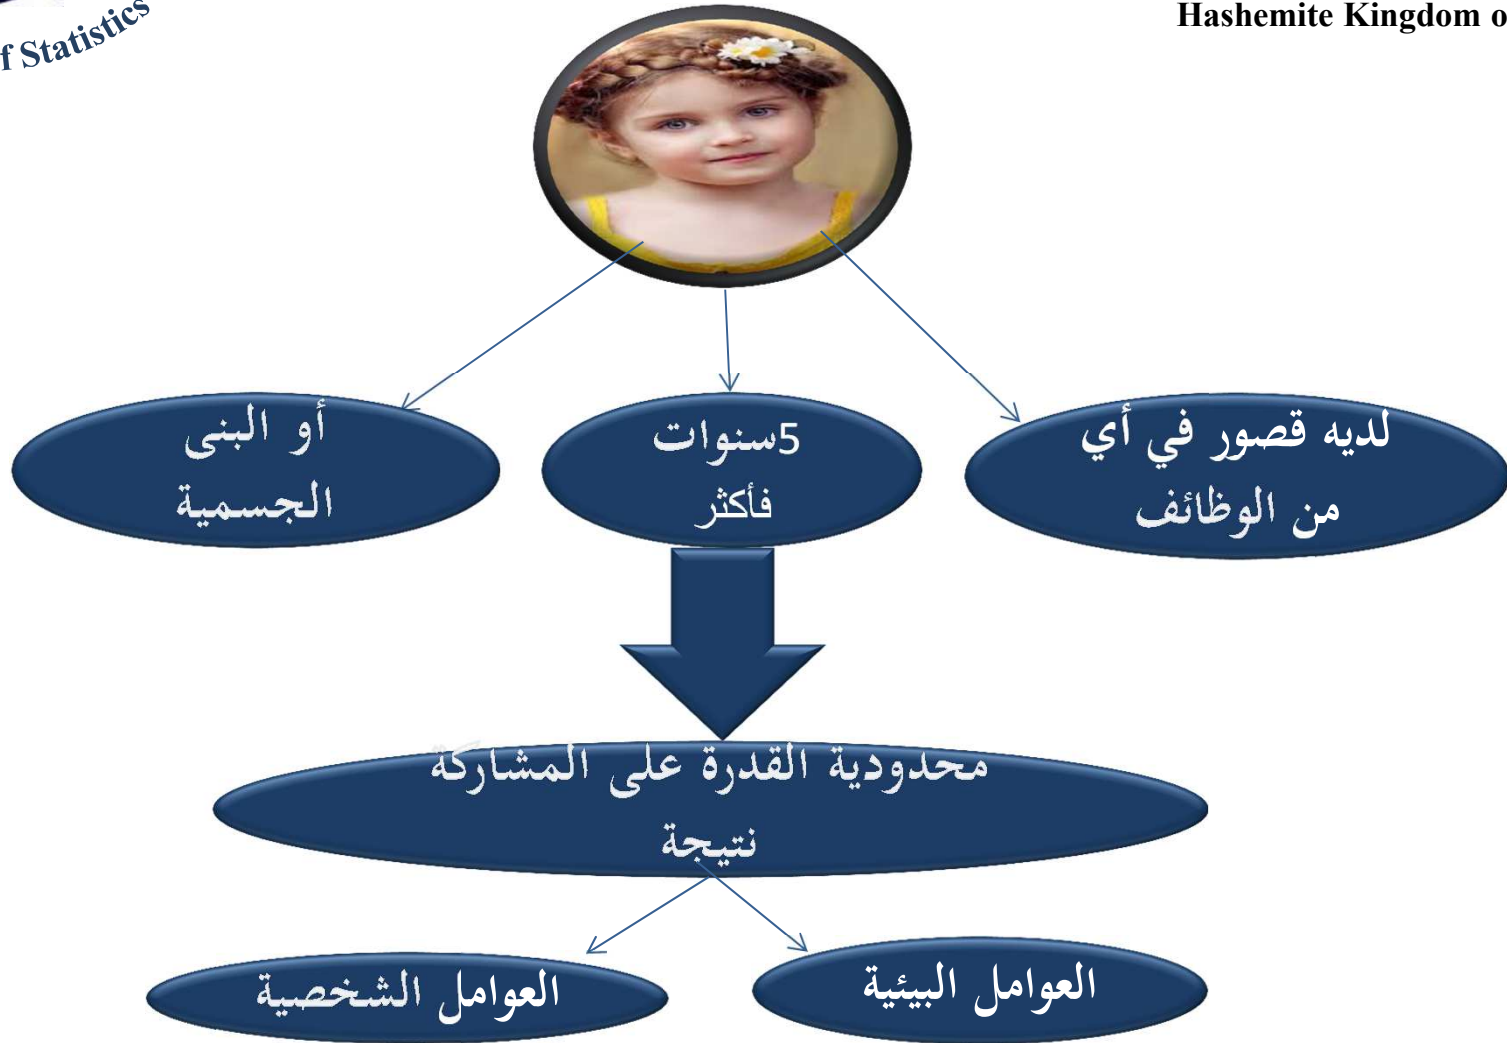 f Statistics
Hashemite Kingdom o
لديه قصور في أي
من الوظائف
5سنوات
فأكثر
أو البنى
الجسمية
محدودية القدرة على المشاركة
نتيجة
العوامل البيئية
العوامل الشخصية